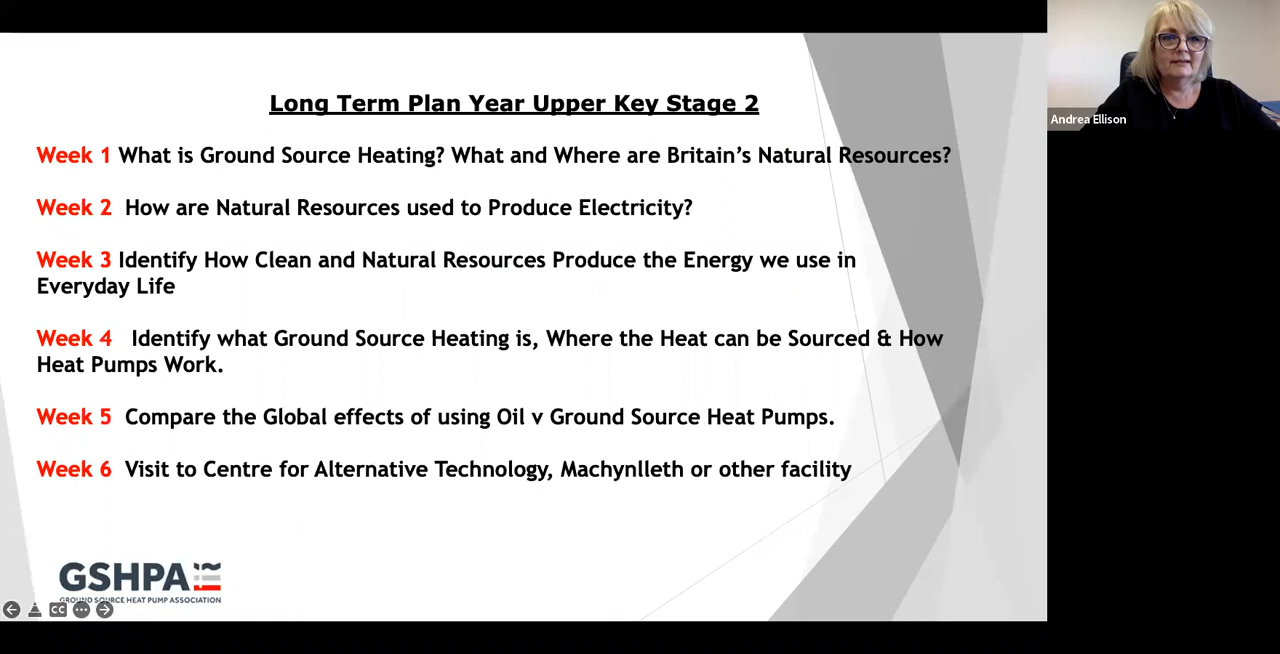 Long Term Plan Year Upper Key Stage 2
Week 1 What is Ground Source Heating? What and Where are Britain’s Natural Resources?
Week 2 How are Natural Resources used to Produce Electricity?
Week 3 Identify How Clean and Natural Resources Produce the Energy we use in
Everyday Life
Week 4 Identify what Ground Source Heating is, Where the Heat can be Sourced & How
Heat Pumps Work.
Week 5 Compare the Global effects of using Oil v Ground Source Heat Pumps.
Week 6 Visit to Centre for Alternative Technology, Machynlleth or other facility
GSHPA
GROUND SOURCE HEAT PUMP ASSOCIATION
CC
Andrea Ellison